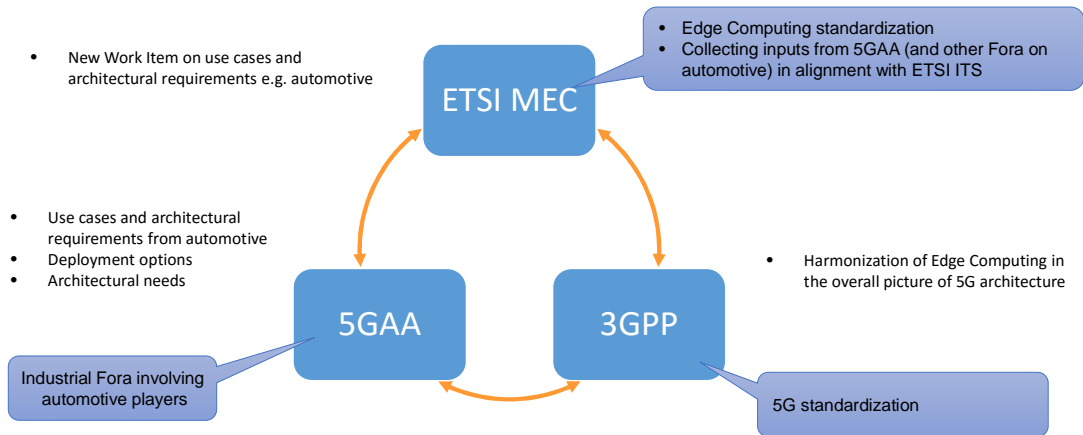 • Edge Computing standardization
• Collecting inputs from 5GAA (and other Fora on
automotive) in alignment with ETSI ITS
• New Work Item on use cases and
architectural requirements e.g. automotive
ETSI MEC
• Use cases and architectural
requirements from automotive
• Deployment options
• Architectural needs
• Harmonization of Edge Computing in
the overall picture of 5G architecture
5GAA
3GPP
Industrial Fora involving
automotive players
5G standardization